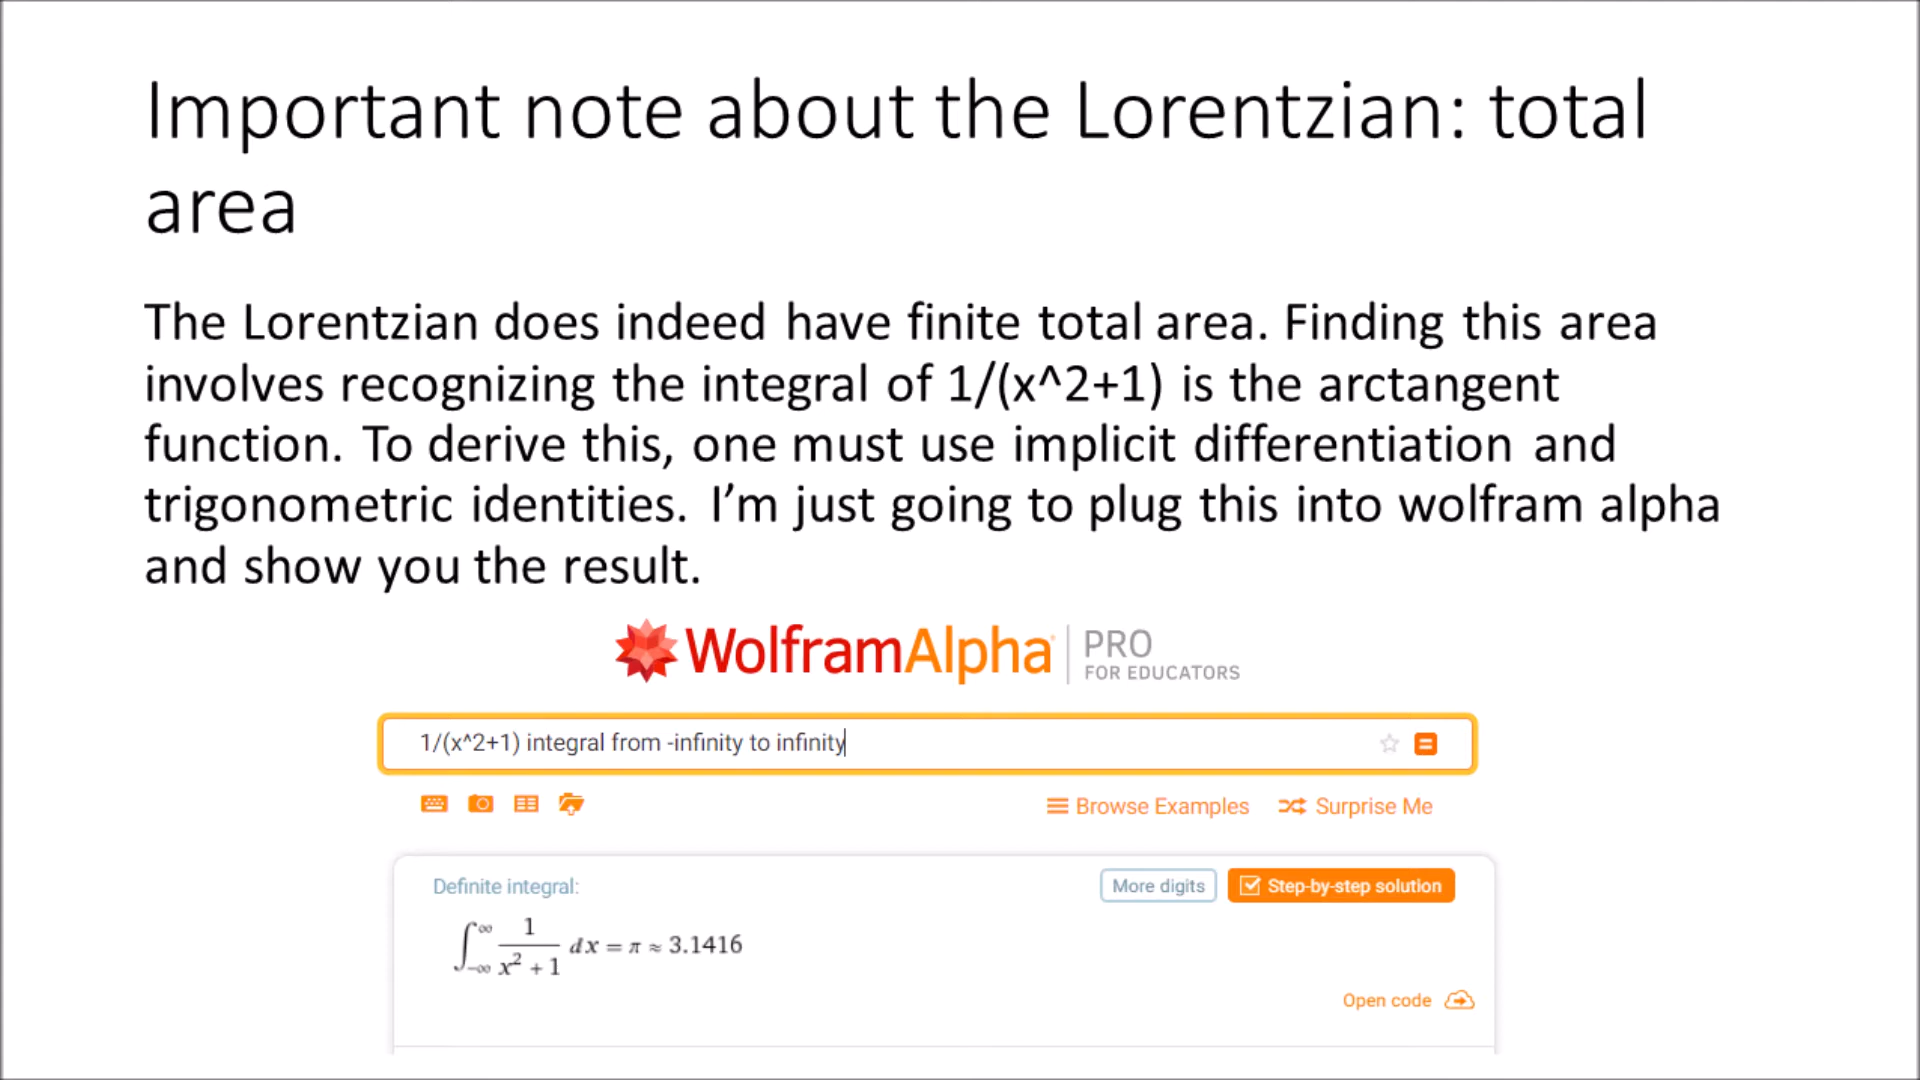 Important note about the Lorentzian: total
area
The Lorentzian does indeed have finite total area. Finding this area
involves recognizing the integral of 1/(x^2+1) is the arctangent
function. To derive this, one must use implicit differentiation and
trigonometric identities. I’m just going to plug this into wolfram alpha
and show you the result.
WolframAlpha PRO
FOR EDUCATORS
1/(x^2+1) integral from -infinity to infinity
Browse Examples Surprise Me
Definite integral: More digits Step-by-step solution
∫_{-∞}^{∞} 1/(x² + 1) dx = π ≈ 3.1416
Open code